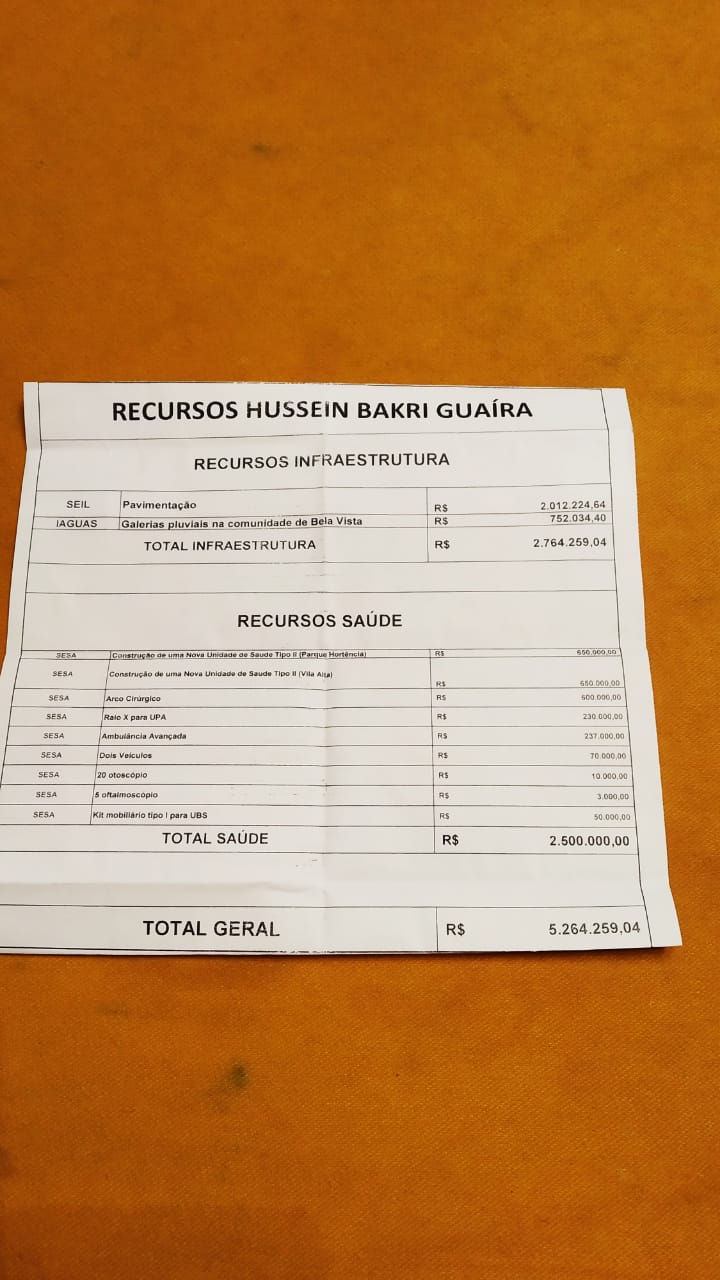 RECURSOS HUSSEIN BAKRI GUAÍRA
RECURSOS INFRAESTRUTURA
SEIL Pavimentação R$ 2.012.224,64
IAGUAS Galerias pluviais na comunidade de Bela Vista R$ 752.034,40
TOTAL INFRAESTRUTURA R$ 2.764.259,04
RECURSOS SAÚDE
SESA Construção de uma Nova Unidade de Saude Tipo II (Parque Hortência) R$ 650.000,00
SESA Construção de uma Nova Unidade de Saude Tipo II (Vila Alta) R$ 650.000,00
SESA Arco Cirúrgico R$ 600.000,00
SESA Raio X para UPA R$ 230.000,00
SESA Ambulância Avançada R$ 237.000,00
SESA Dois Veículos R$ 70.000,00
SESA 20 otoscópio R$ 10.000,00
SESA 5 oftalmoscópio R$ 3.000,00
SESA Kit mobiliário tipo I para UBS R$ 50.000,00
TOTAL SAÚDE R$ 2.500.000,00
TOTAL GERAL R$ 5.264.259,04